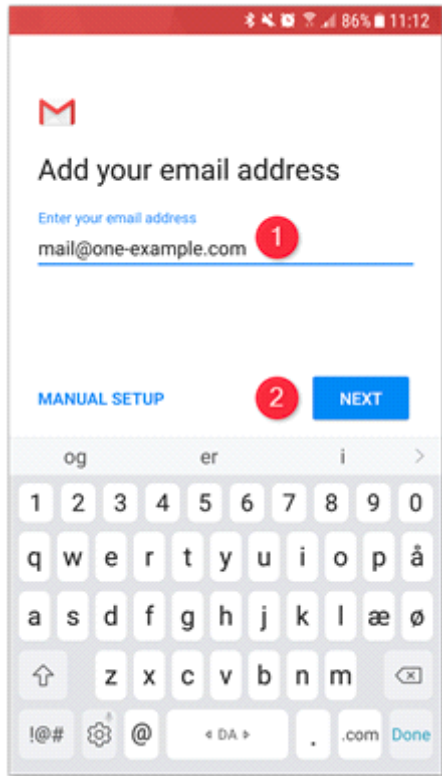 86% 11:12
Add your email address
Enter your email address
mail@one-example.com 1
MANUAL SETUP 2 NEXT
og er i >
1 2 3 4 5 6 7 8 9 0
q w e r t y u i o p å
a s d f g h j k l æ ø
z x c v b n m
!@# @ DA . .com Done